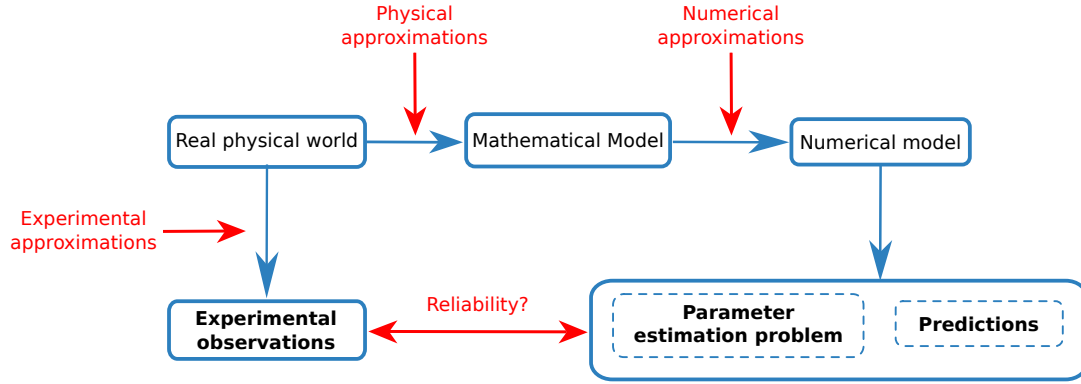 Physical
approximations
Numerical
approximations
Real physical world
Mathematical Model
Numerical model
Experimental
approximations
Reliability?
Experimental
observations
Parameter
estimation problem
Predictions